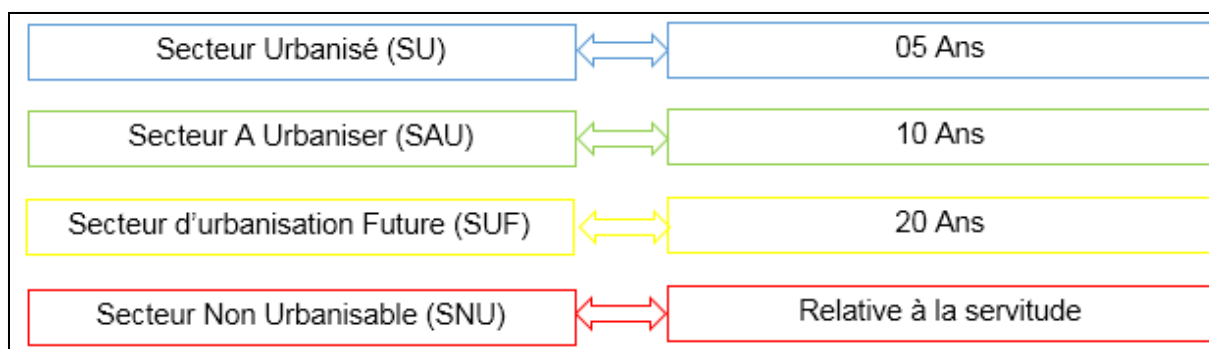 Secteur Urbanisé (SU) 05 Ans
Secteur A Urbaniser (SAU) 10 Ans
Secteur d'urbanisation Future (SUF) 20 Ans
Secteur Non Urbanisable (SNU) Relative à la servitude